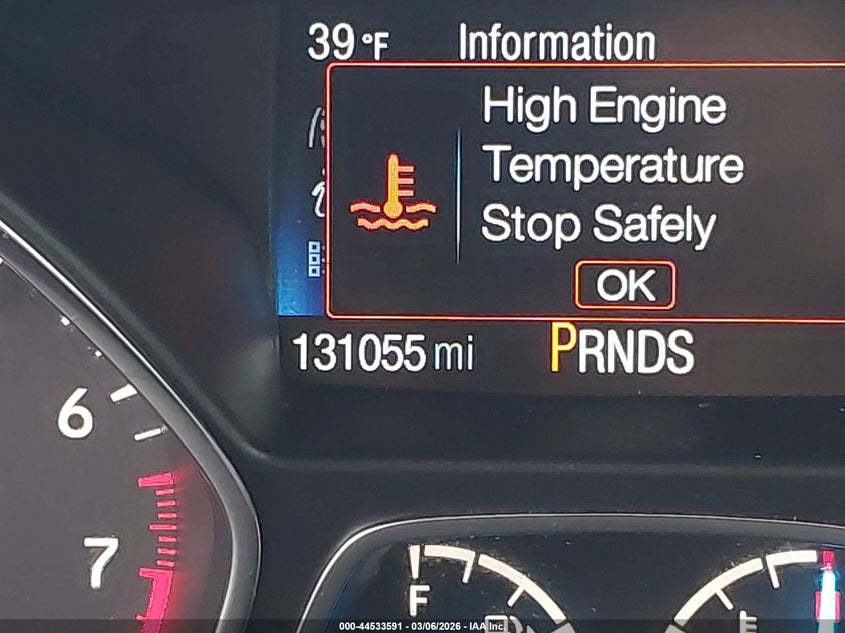 39°F Information
High Engine
Temperature
Stop Safely
OK
131055 mi PRNDS
6
7
F
E
000-44533591 - 03/06/2026 - IAA Inc.